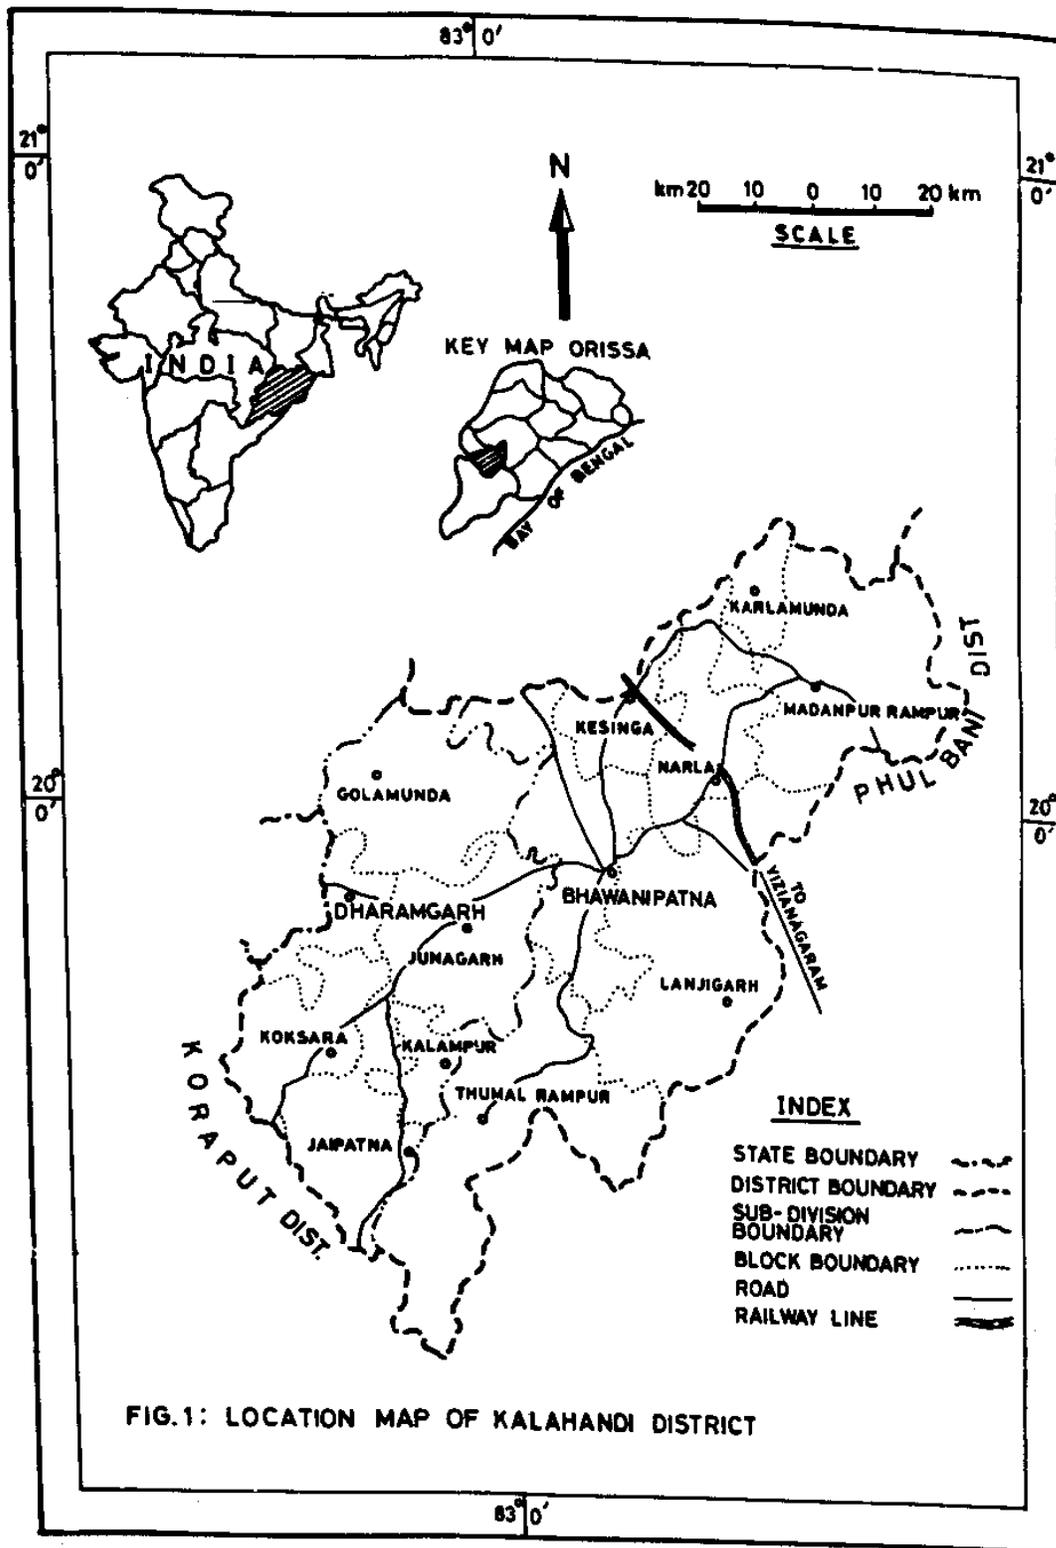 83° 0'
21° 0'
21° 0'
N
km 20 10 0 10 20 km
SCALE
INDIA
KEY MAP ORISSA
BAY OF BENGAL
KARLAMUNDA
PHULBANI DIST
MADANPUR RAMPUR
KESINGA
NARLA
GOLAMUNDA
20° 0'
20° 0'
BHAWANIPATNA
TO VIZIANAGARAM
DHARAMGARH
JUNAGARH
LANJIGARH
KOKSARA
KALAMPUR
THUMAL RAMPUR
JAIPATNA
KORAPUT DIST.
INDEX
STATE BOUNDARY
DISTRICT BOUNDARY
SUB-DIVISION
BOUNDARY
BLOCK BOUNDARY
ROAD
RAILWAY LINE
FIG.1: LOCATION MAP OF KALAHANDI DISTRICT
83° 0'